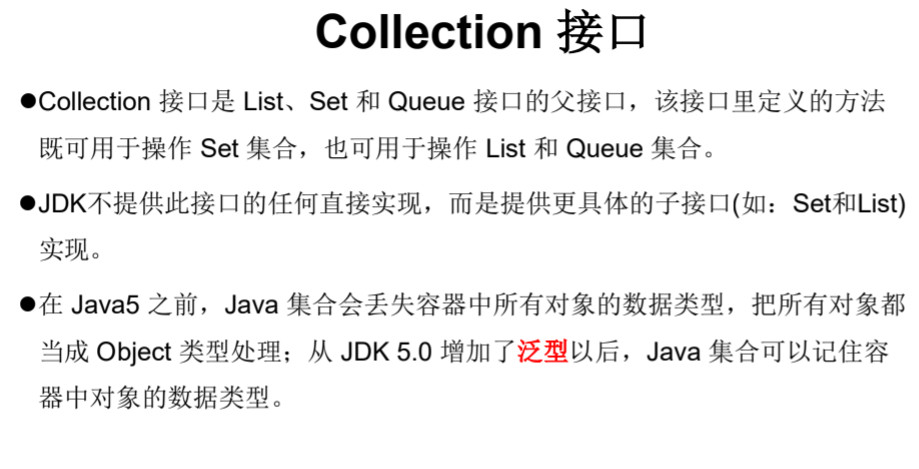 Collection 接口
●Collection 接口是 List、Set 和 Queue 接口的父接口，该接口里定义的方法
既可用于操作 Set 集合，也可用于操作 List 和 Queue 集合。
●JDK不提供此接口的任何直接实现，而是提供更具体的子接口(如：Set和List)
实现。
●在 Java5 之前，Java 集合会丢失容器中所有对象的数据类型，把所有对象都
当成 Object 类型处理；从 JDK 5.0 增加了泛型以后，Java 集合可以记住容
器中对象的数据类型。